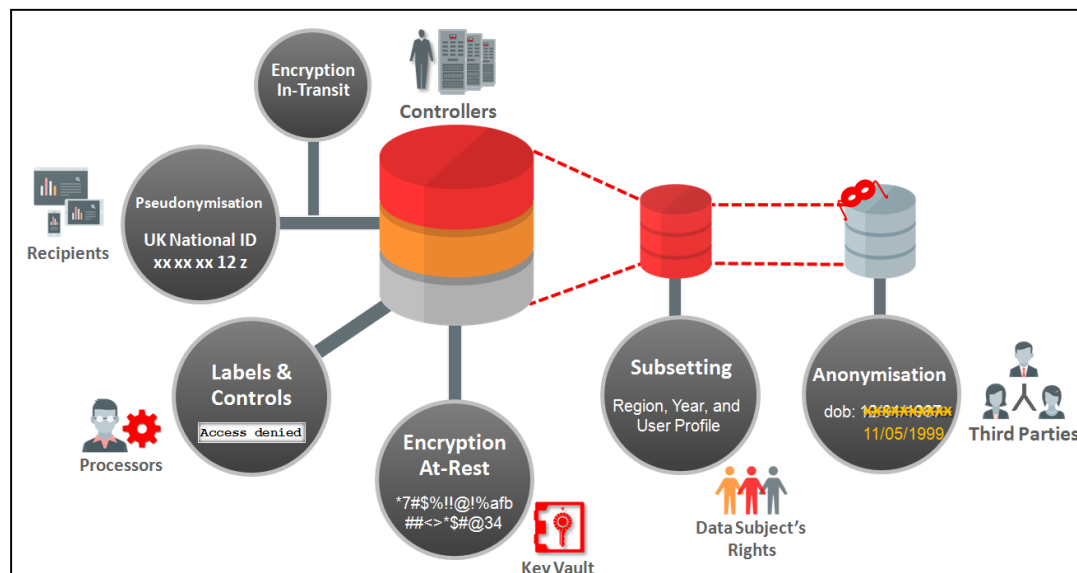 Encryption
In-Transit
Controllers
Pseudonymisation
UK National ID
xx xx xx 12 z
Recipients
Labels &
Controls
Access denied
Processors
Encryption
At-Rest
*7#$%!!@!%afb
##<>*$#@34
Key Vault
Subsetting
Region, Year, and
User Profile
Data Subject's
Rights
Anonymisation
dob:
11/05/1999
Third Parties